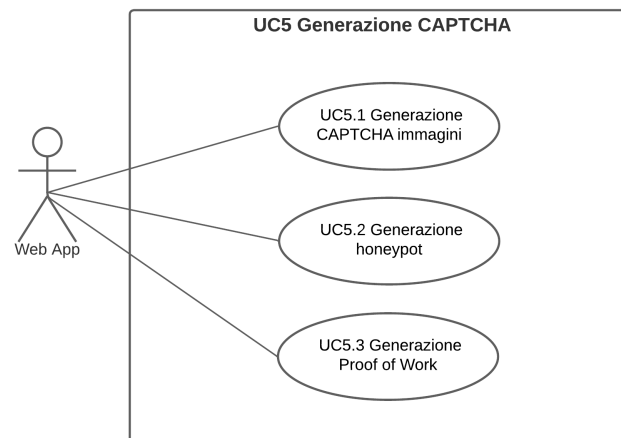 UC5 Generazione CAPTCHA
UC5.1 Generazione
CAPTCHA immagini
Web App
UC5.2 Generazione
honeypot
UC5.3 Generazione
Proof of Work